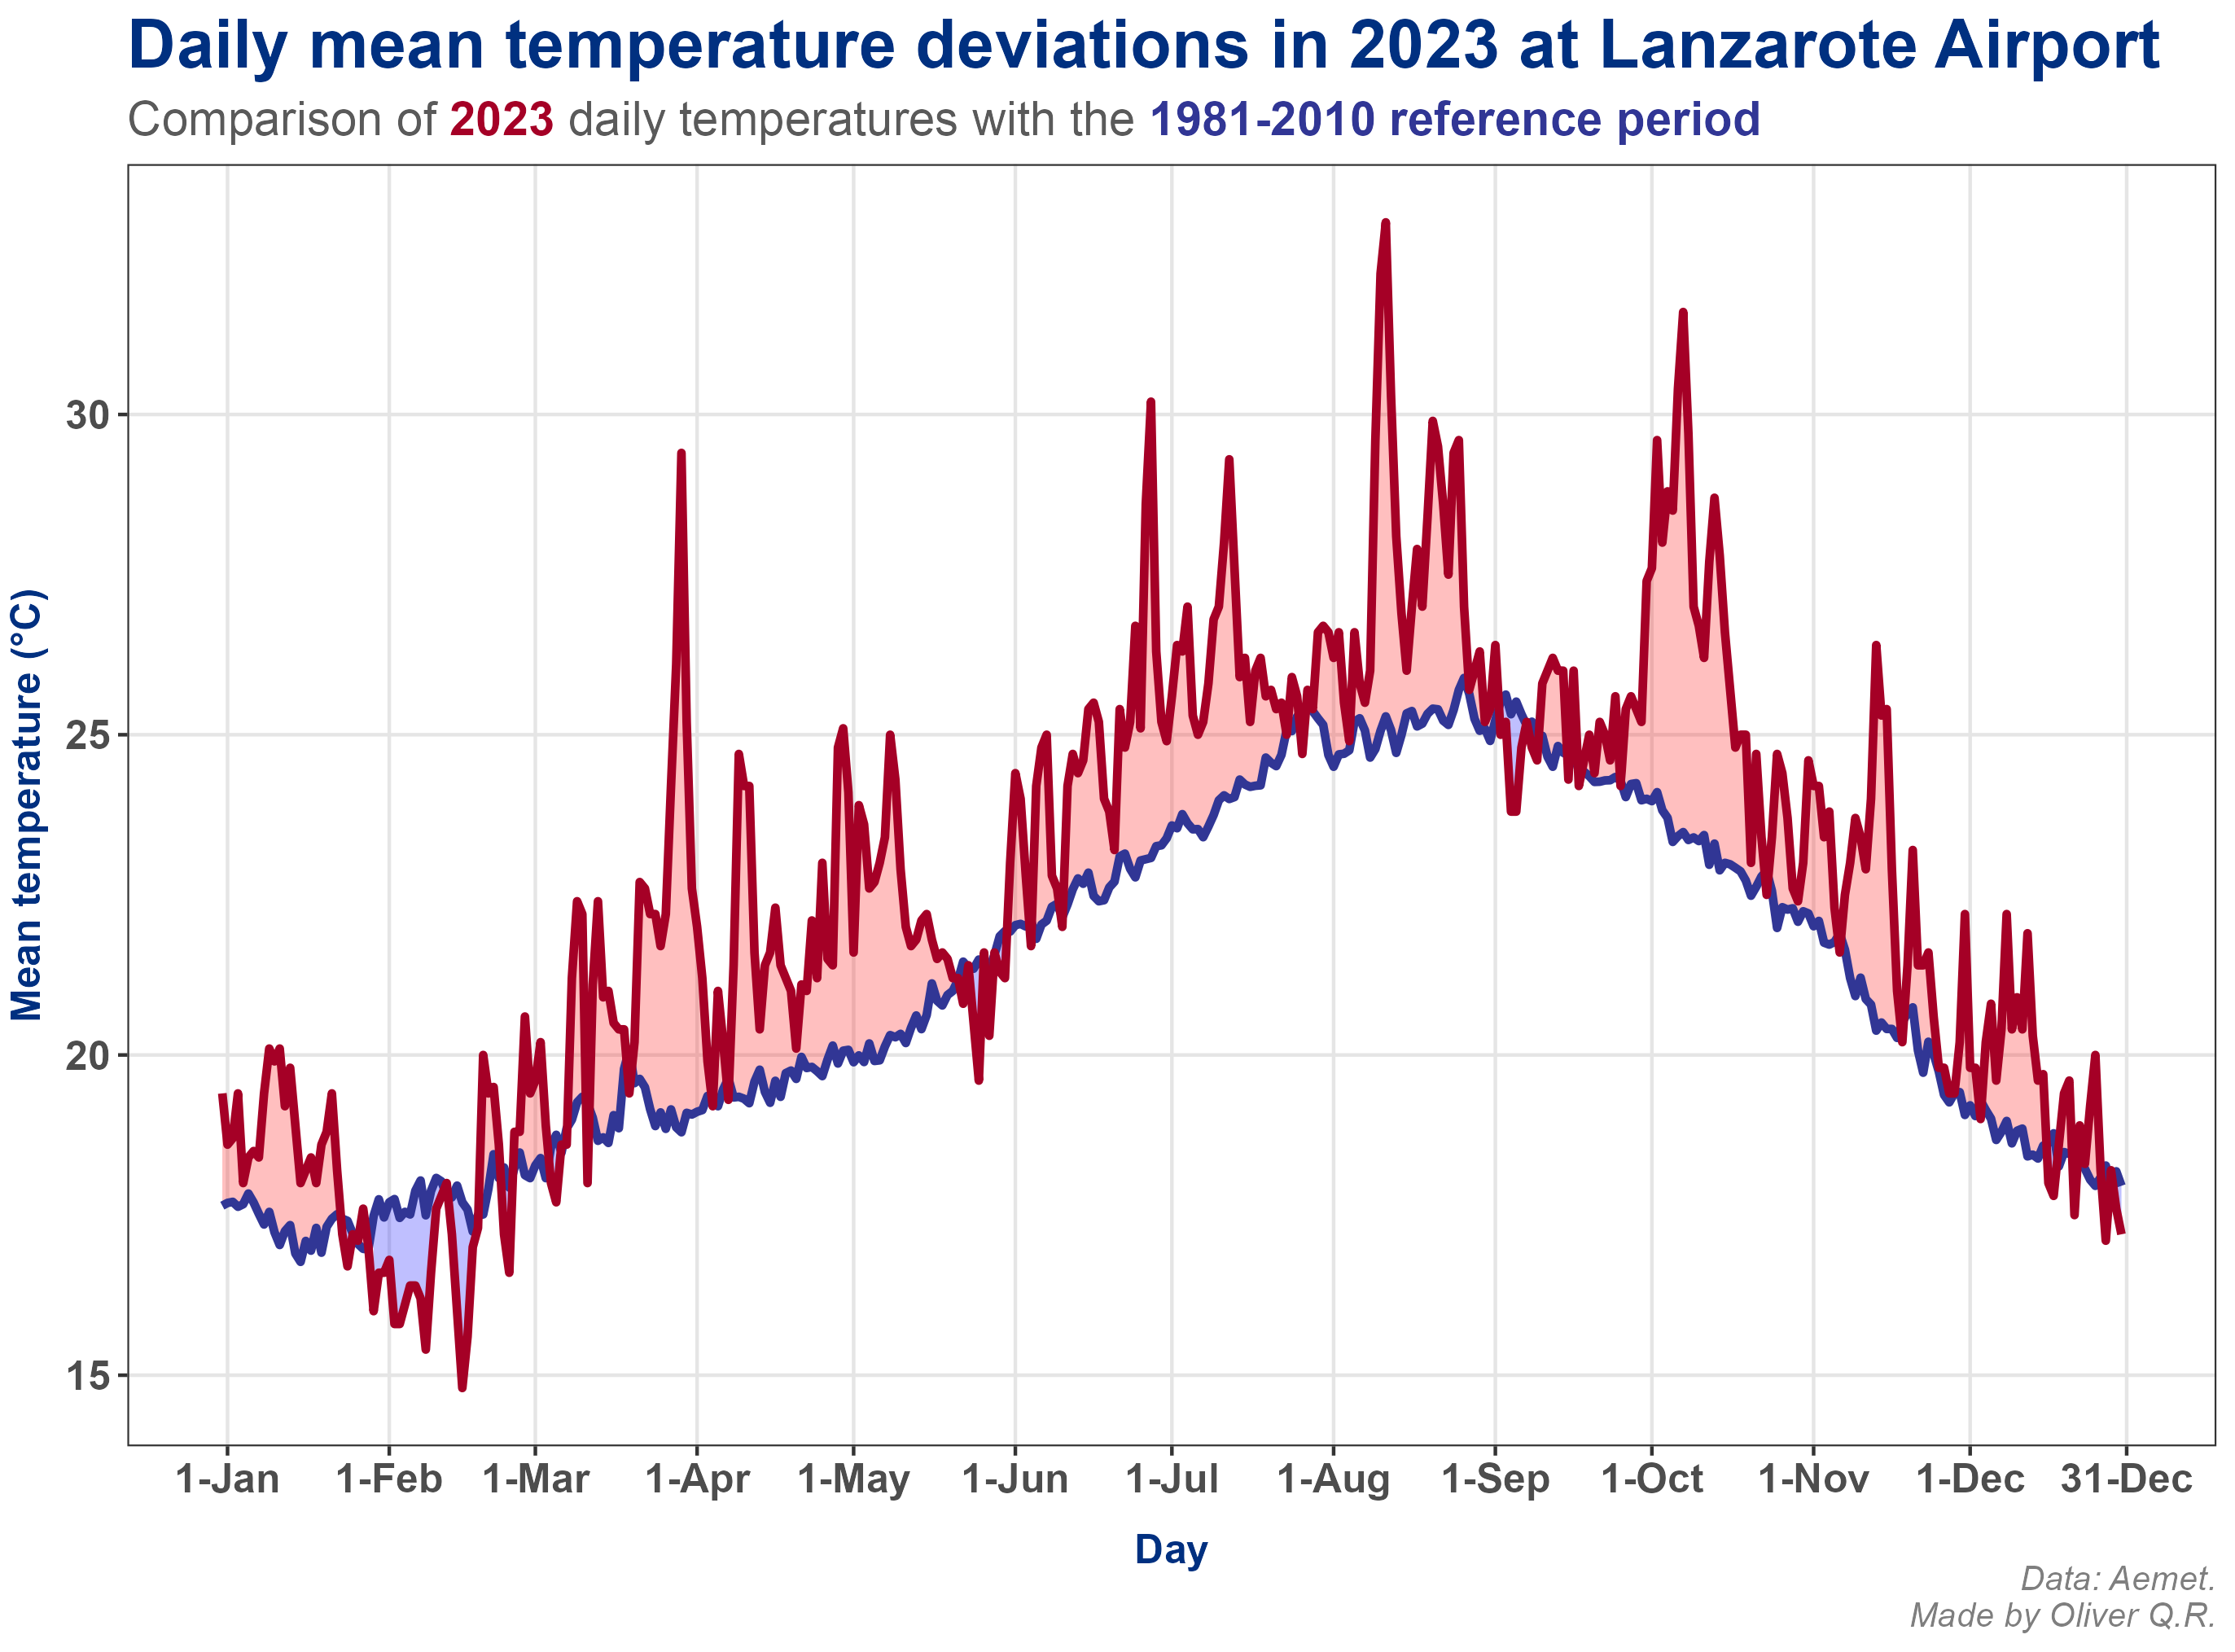 Daily mean temperature deviations in 2023 at Lanzarote Airport
Comparison of 2023 daily temperatures with the 1981-2010 reference period
Mean temperature (°C)
30
25
20
15
1-Jan 1-Feb 1-Mar 1-Apr 1-May 1-Jun 1-Jul 1-Aug 1-Sep 1-Oct 1-Nov 1-Dec 31-Dec
Day
Data: Aemet.
Made by Oliver Q.R.